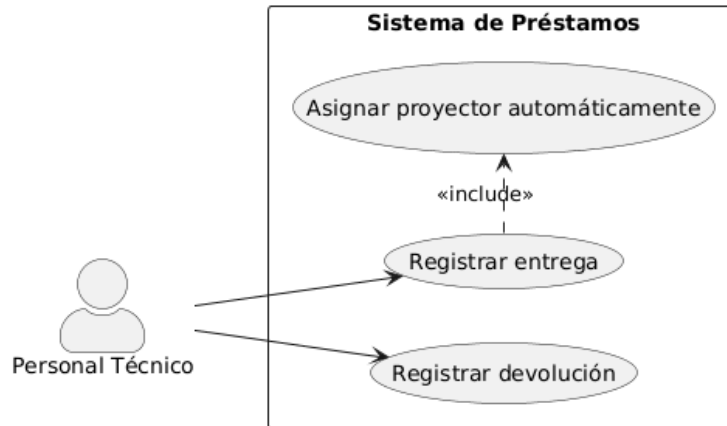 Sistema de Préstamos
Asignar proyector automáticamente
«include»
Registrar entrega
Personal Técnico
Registrar devolución